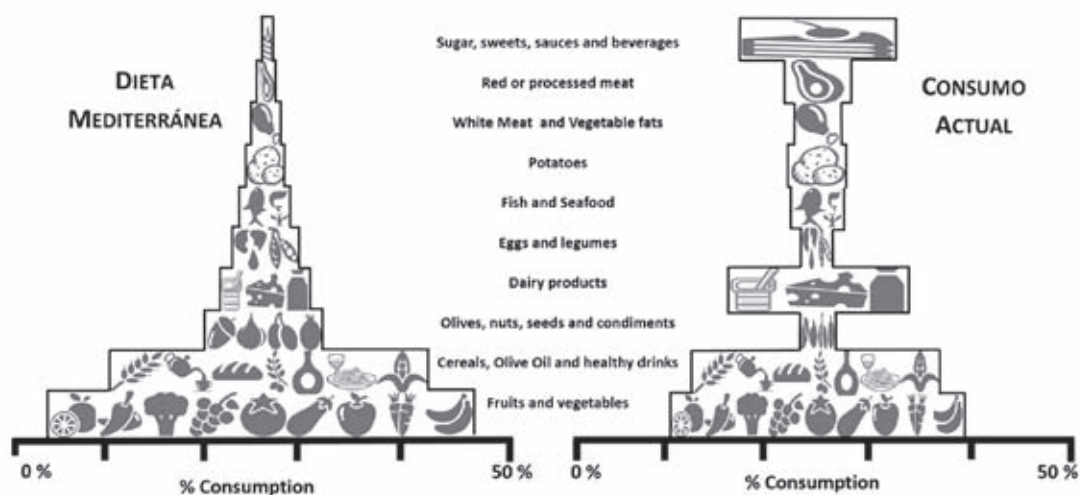 DIETA
MEDITERRÁNEA
Sugar, sweets, sauces and beverages
Red or processed meat
White Meat and Vegetable fats
Potatoes
Fish and Seafood
Eggs and legumes
Dairy products
Olives, nuts, seeds and condiments
Cereals, Olive Oil and healthy drinks
Fruits and vegetables
CONSUMO
ACTUAL
0 %
50 %
% Consumption
0 %
50 %
% Consumption